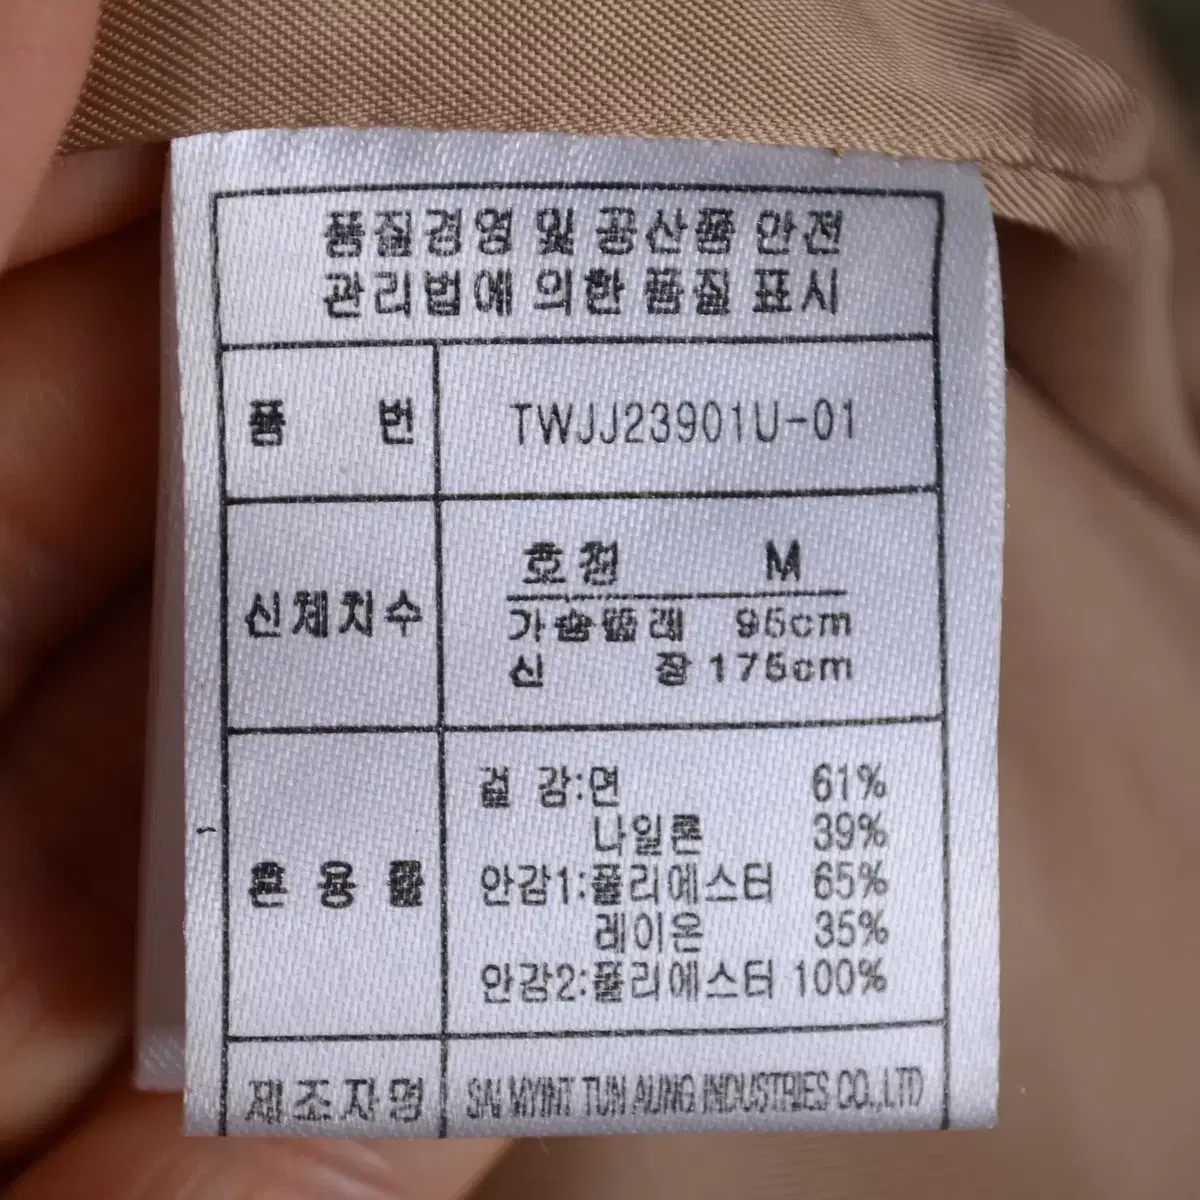 품질경영 및 공산품 안전
관리법에 의한 품질 표시
품 번 TWJJ23901U-01
신체치수
호칭 M
가슴둘레 95cm
신 장 175cm
혼용률
겉 감:면 61%
나일론 39%
안감1:폴리에스터 65%
레이온 35%
안감2:폴리에스터 100%
제조자명 SAI MYINT TUN AUNG INDUSTRIES CO.,LTD